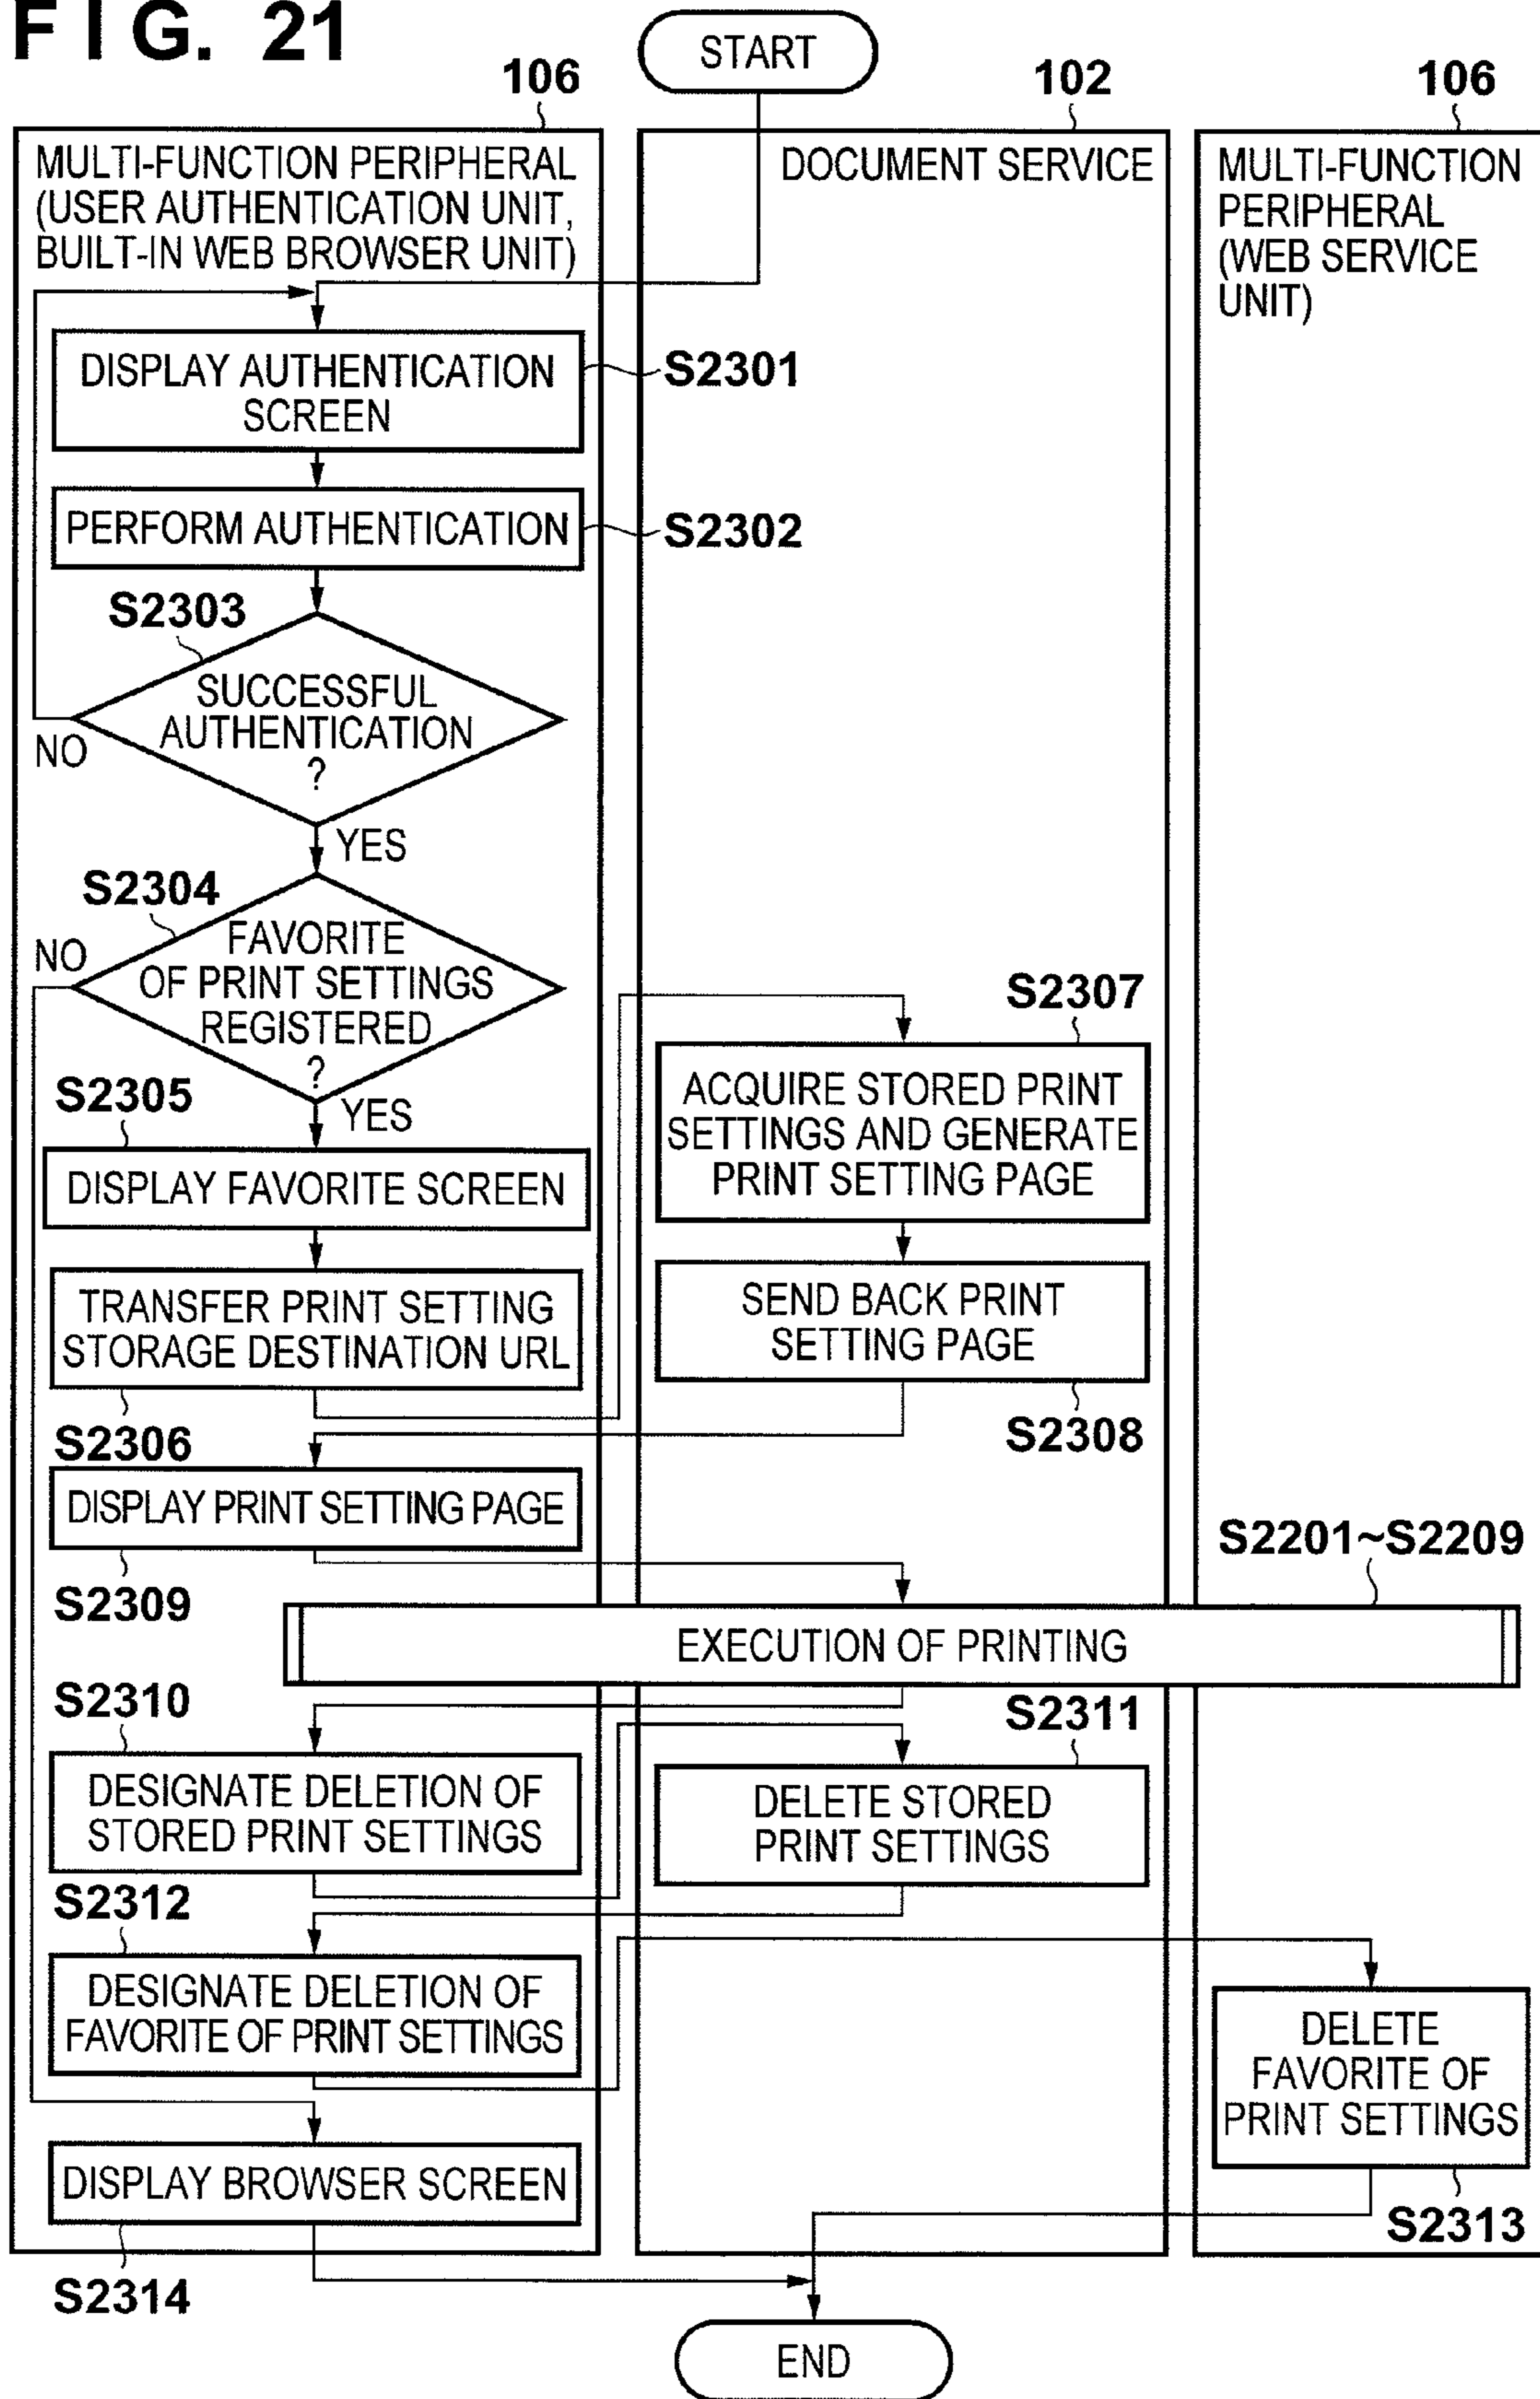 FIG. 21
START
106
102
106
MULTI-FUNCTION PERIPHERAL
(USER AUTHENTICATION UNIT,
BUILT-IN WEB BROWSER UNIT)
DOCUMENT SERVICE
MULTI-FUNCTION
PERIPHERAL
(WEB SERVICE
UNIT)
DISPLAY AUTHENTICATION
SCREEN
S2301
PERFORM AUTHENTICATION
S2302
S2303
SUCCESSFUL
AUTHENTICATION
?
NO
YES
S2304
FAVORITE
OF PRINT SETTINGS
REGISTERED
?
NO
YES
S2305
DISPLAY FAVORITE SCREEN
TRANSFER PRINT SETTING
STORAGE DESTINATION URL
S2306
S2307
ACQUIRE STORED PRINT
SETTINGS AND GENERATE
PRINT SETTING PAGE
SEND BACK PRINT
SETTING PAGE
S2308
DISPLAY PRINT SETTING PAGE
S2309
S2201~S2209
EXECUTION OF PRINTING
S2310
DESIGNATE DELETION OF
STORED PRINT SETTINGS
S2311
DELETE STORED
PRINT SETTINGS
S2312
DESIGNATE DELETION OF
FAVORITE OF PRINT SETTINGS
DELETE
FAVORITE OF
PRINT SETTINGS
S2313
DISPLAY BROWSER SCREEN
S2314
END